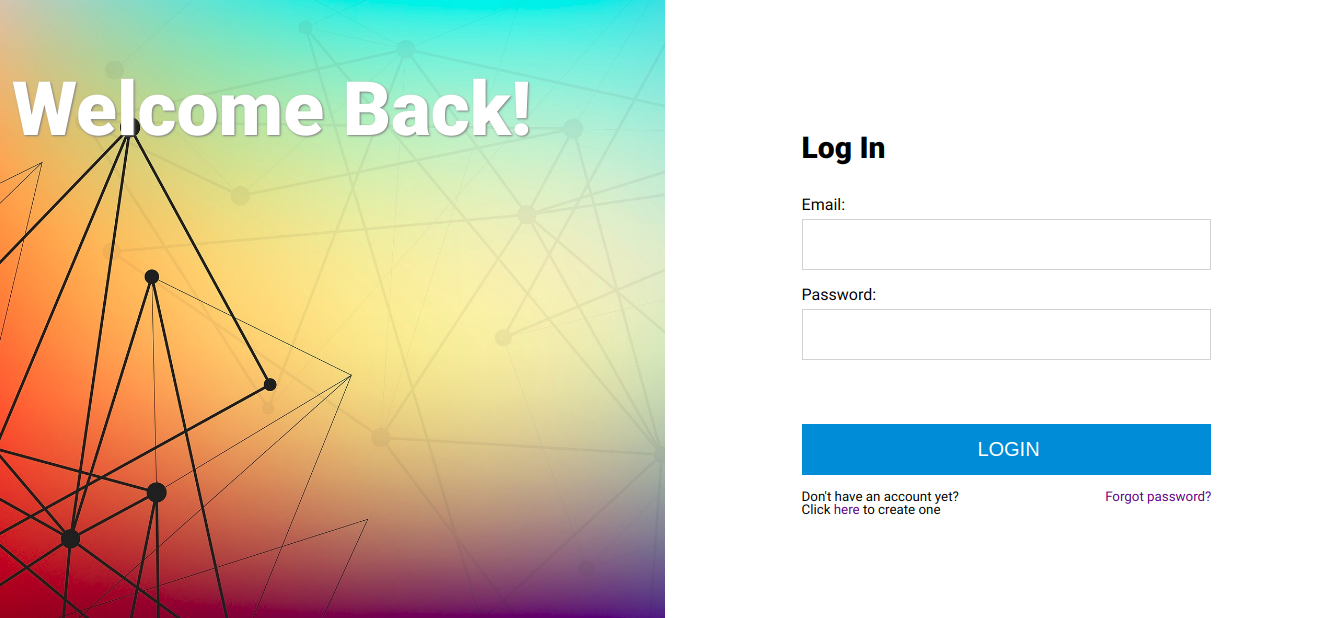 Welcome Back!
Log In
Email:
Password:
LOGIN
Don't have an account yet?
Click here to create one
Forgot password?